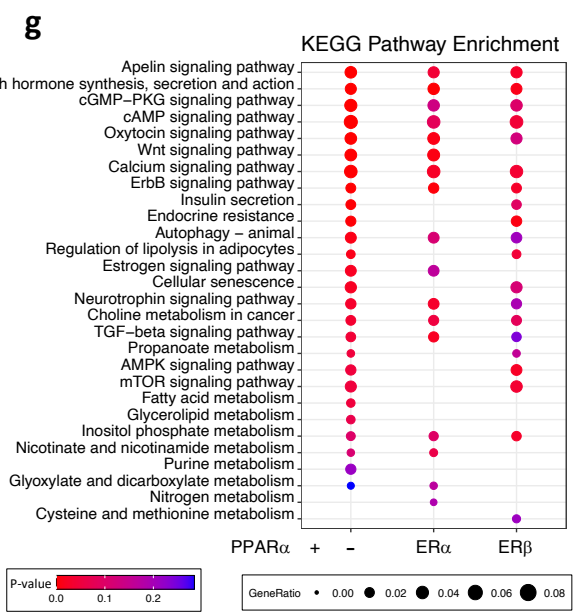 g
KEGG Pathway Enrichment
Apelin signaling pathway
h hormone synthesis, secretion and action
cGMP−PKG signaling pathway
cAMP signaling pathway
Oxytocin signaling pathway
Wnt signaling pathway
Calcium signaling pathway
ErbB signaling pathway
Insulin secretion
Endocrine resistance
Autophagy − animal
Regulation of lipolysis in adipocytes
Estrogen signaling pathway
Cellular senescence
Neurotrophin signaling pathway
Choline metabolism in cancer
TGF−beta signaling pathway
Propanoate metabolism
AMPK signaling pathway
mTOR signaling pathway
Fatty acid metabolism
Glycerolipid metabolism
Inositol phosphate metabolism
Nicotinate and nicotinamide metabolism
Purine metabolism
Glyoxylate and dicarboxylate metabolism
Nitrogen metabolism
Cysteine and methionine metabolism
PPARα + − ERα ERβ
P-value
0.0 0.1 0.2
GeneRatio 0.00 0.02 0.04 0.06 0.08